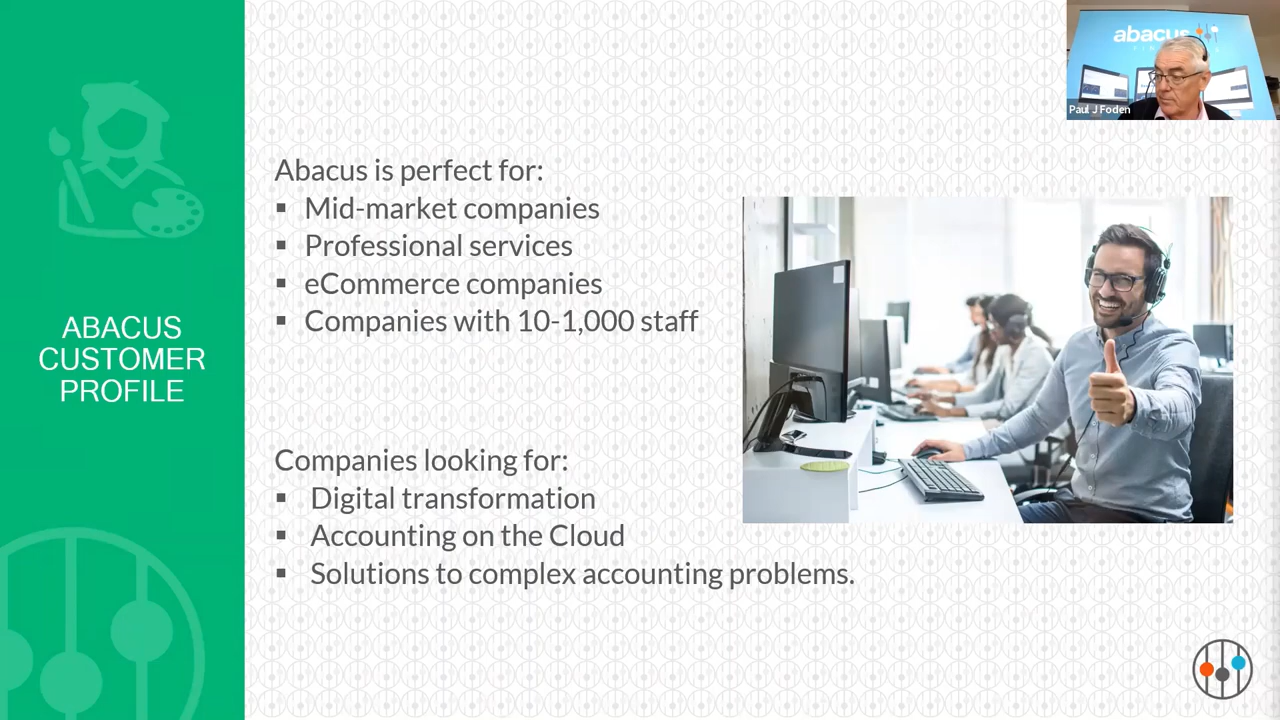 ABACUS
CUSTOMER
PROFILE
Abacus is perfect for:
▪ Mid-market companies
▪ Professional services
▪ eCommerce companies
▪ Companies with 10-1,000 staff
Companies looking for:
▪ Digital transformation
▪ Accounting on the Cloud
▪ Solutions to complex accounting problems.
abacus
Paul J Foden